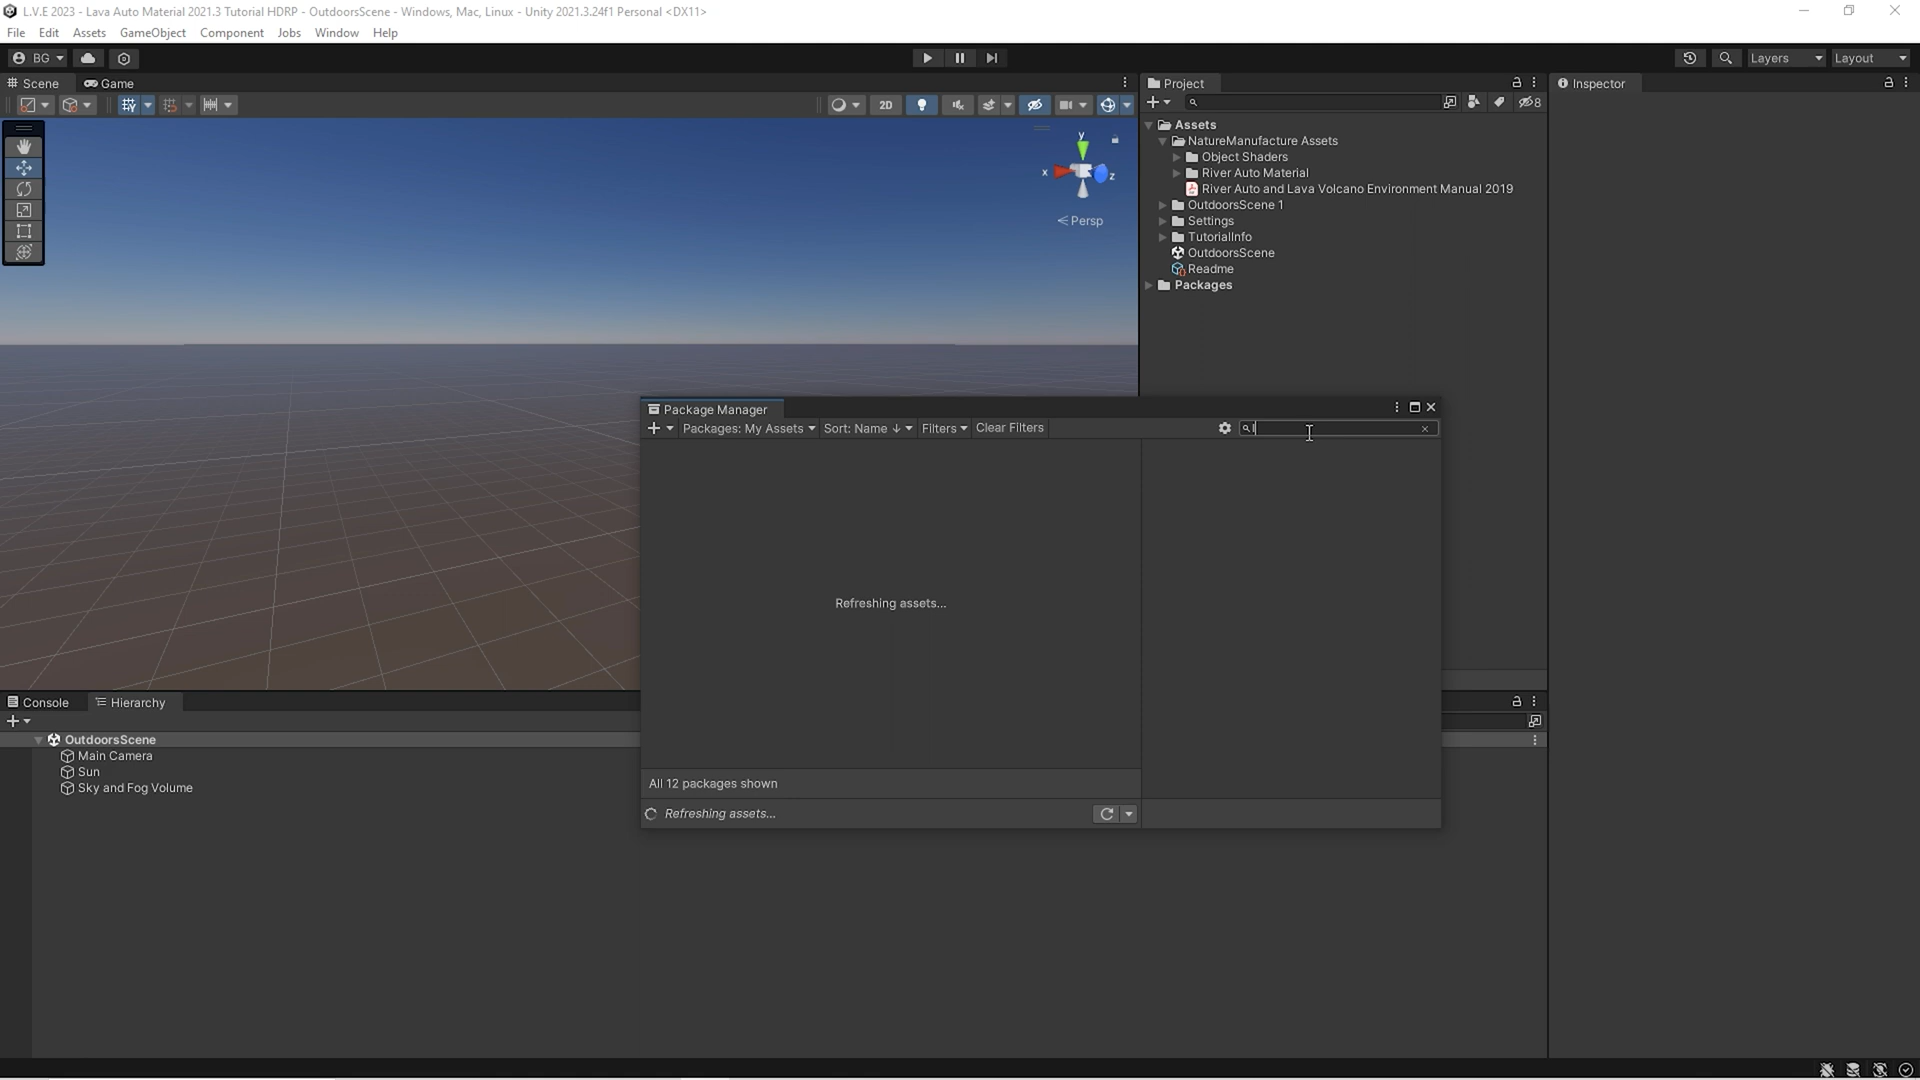 L.V.E 2023 - Lava Auto Material 2021.3 Tutorial HDRP - OutdoorsScene - Windows, Mac, Linux - Unity 2021.3.24f1 Personal <DX11>
File Edit Assets GameObject Component Jobs Window Help
BG Layers Layout
Scene Game Project Inspector
2D 8
y
x z
Persp
Assets
NatureManufacture Assets
Object Shaders
River Auto Material
River Auto and Lava Volcano Environment Manual 2019
OutdoorsScene 1
Settings
TutorialInfo
OutdoorsScene
Readme
Packages
Package Manager
Packages: My Assets Sort: Name ↓ Filters Clear Filters l
Refreshing assets...
All 12 packages shown
Refreshing assets...
Console Hierarchy
OutdoorsScene
Main Camera
Sun
Sky and Fog Volume